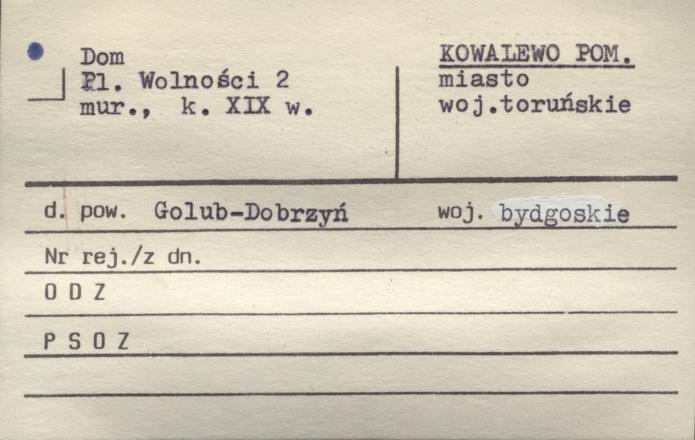 Dom
Pl. Wolności 2
mur., k. XIX w.
KOWALEWO POM.
miasto
woj.toruńskie
d. pow. Golub-Dobrzyń woj. bydgoskie
Nr rej./z dn.
O D Z
P S O Z